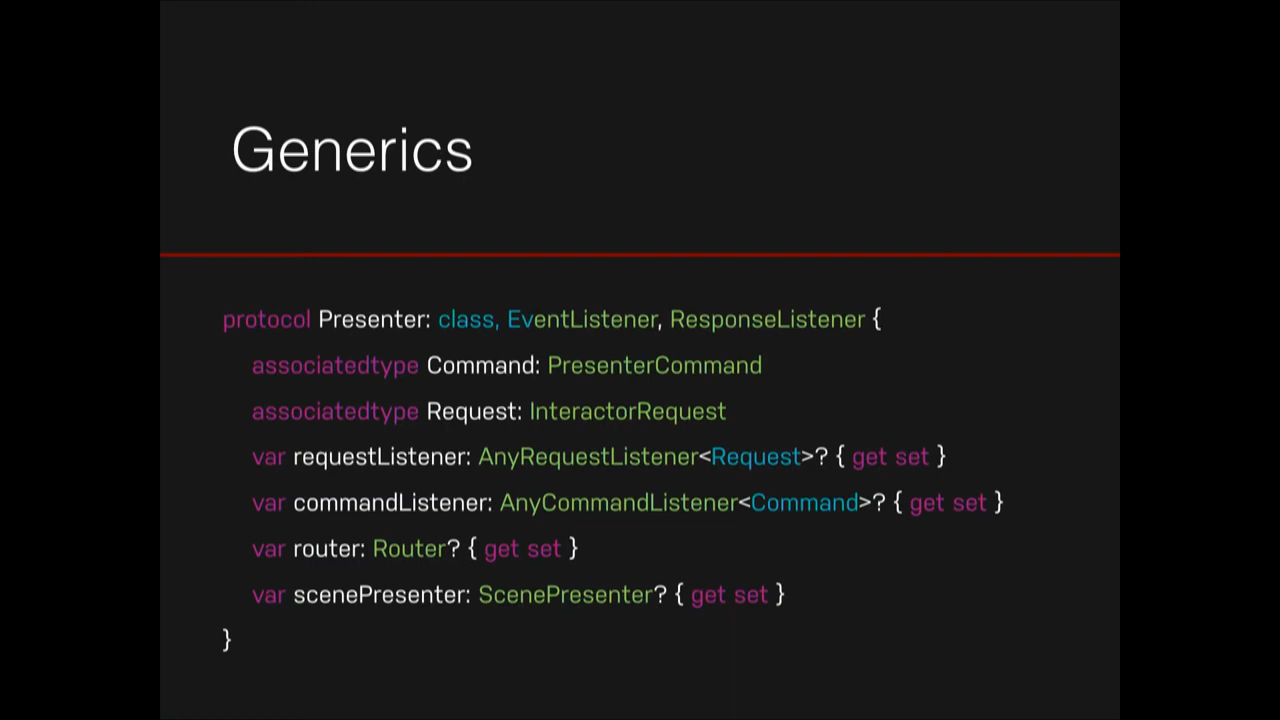 Generics
protocol Presenter: class, EventListener, ResponseListener {
associatedtype Command: PresenterCommand
associatedtype Request: InteractorRequest
var requestListener: AnyRequestListener<Request>? { get set }
var commandListener: AnyCommandListener<Command>? { get set }
var router: Router? { get set }
var scenePresenter: ScenePresenter? { get set }
}